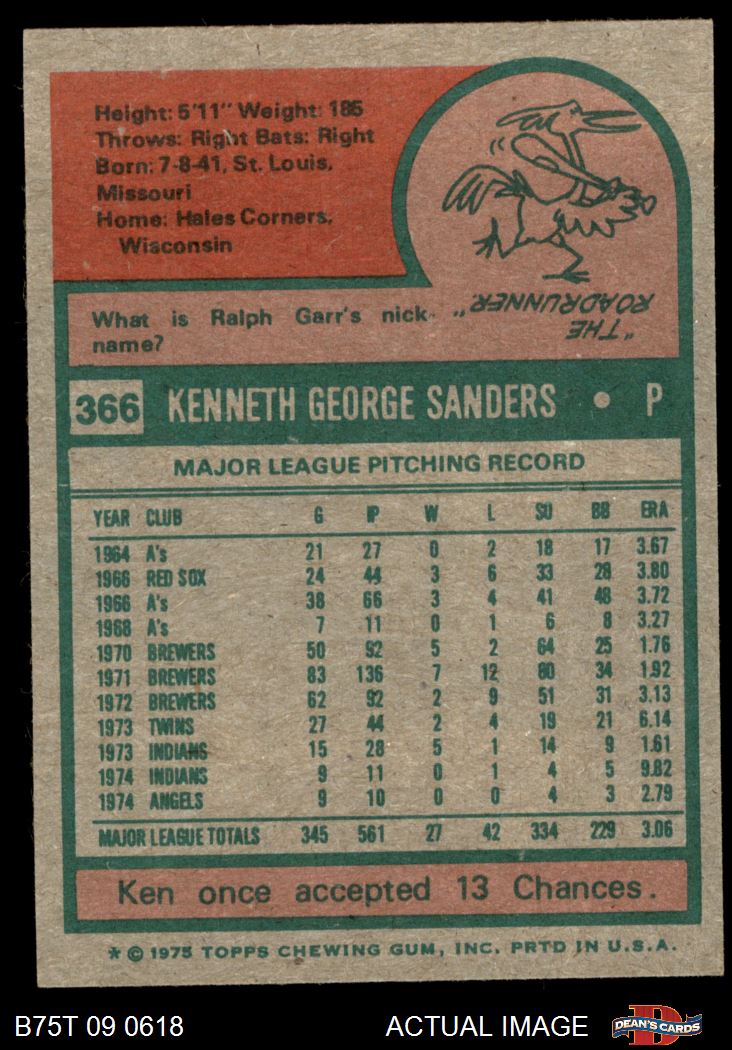 Height: 5'11" Weight: 185
Throws: Right Bats: Right
Born: 7-8-41, St. Louis,
Missouri
Home: Hales Corners,
Wisconsin
What is Ralph Garr's nick-
name?
"THE
ROADRUNNER"
366 KENNETH GEORGE SANDERS • P
MAJOR LEAGUE PITCHING RECORD
YEAR CLUB G IP W L SO BB ERA
1964 A's 21 27 0 2 18 17 3.67
1966 RED SOX 24 44 3 6 33 28 3.80
1966 A's 38 66 3 4 41 48 3.72
1968 A's 7 11 0 1 6 8 3.27
1970 BREWERS 50 92 5 2 64 25 1.76
1971 BREWERS 83 136 7 12 80 34 1.92
1972 BREWERS 62 92 2 9 51 31 3.13
1973 TWINS 27 44 2 4 19 21 6.14
1973 INDIANS 15 28 5 1 14 9 1.61
1974 INDIANS 9 11 0 1 4 5 9.82
1974 ANGELS 9 10 0 0 4 3 2.79
MAJOR LEAGUE TOTALS 345 561 27 42 334 229 3.06
Ken once accepted 13 Chances.
* © 1975 TOPPS CHEWING GUM, INC. PRTD IN U.S.A.
B75T 09 0618 ACTUAL IMAGE
D
DEAN'S CARDS